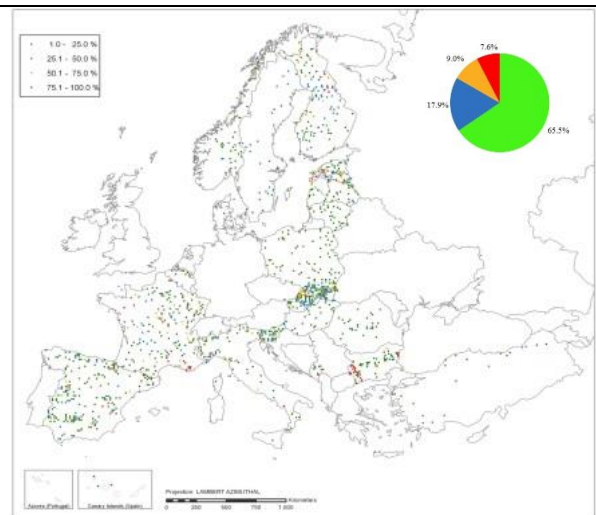 1.0 - 25.0 %
25.1 - 50.0 %
50.1 - 75.0 %
75.1 - 100.0 %
7.6%
9.0%
17.9%
65.5%
Azores (Portugal)
Canary Islands (Spain)
Projection: LAMBERT AZIMUTHAL
Kilometers
0 250 500 750 1 000